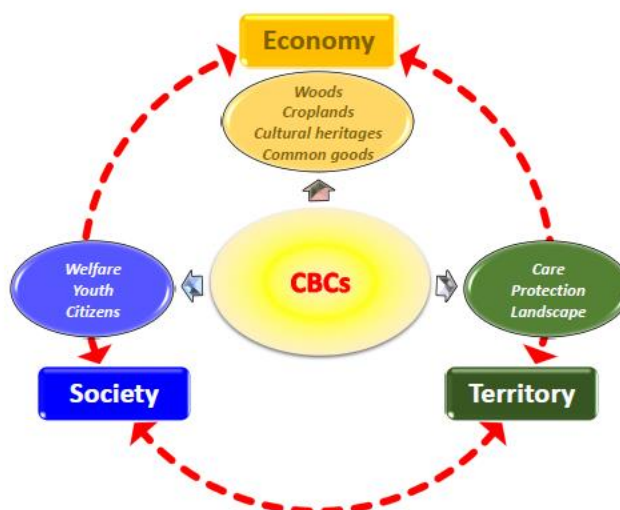 Economy
Woods
Croplands
Cultural heritages
Common goods
Welfare
Youth
Citizens
CBCs
Care
Protection
Landscape
Society
Territory